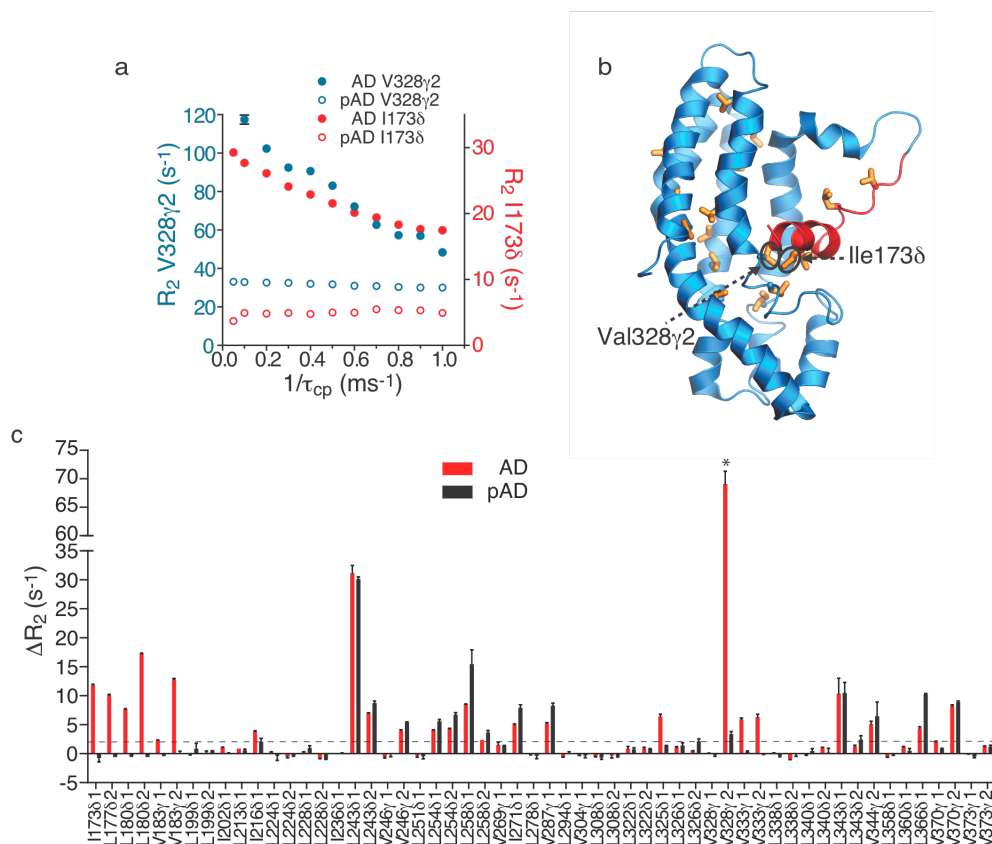 a
AD V328γ2
pAD V328γ2
AD I173δ
pAD I173δ
R2 V328γ2 (s-1)
120
100
80
60
40
20
0
R2 I173δ (s-1)
30
20
10
0
0.0 0.2 0.4 0.6 0.8 1.0
1/τcp (ms-1)
b
Ile173δ
Val328γ2
c
AD
pAD
*
ΔR2 (s-1)
75
70
65
60
35
30
25
20
15
10
5
0
-5
I173δ1
L177δ2
L180δ1
L180δ2
V183γ1
V183γ2
L199δ1
L199δ2
I202δ1
L213δ1
I216δ1
L224δ1
L224δ2
L228δ1
L228δ2
I236δ1
L243δ1
L243δ2
V246γ1
V246γ2
L251δ1
L254δ1
L254δ2
L258δ1
L258δ2
V269γ1
I271δ1
L278δ1
V287γ1
L294δ1
V304γ1
L308δ1
L308δ2
L322δ1
L322δ2
L325δ1
L326δ1
L326δ2
V328γ1
V328γ2
V333γ1
V333γ2
L338δ1
L338δ2
L340δ1
L340δ2
L343δ1
L343δ2
V344γ2
L358δ1
L360δ1
L366δ1
V370γ1
V370γ2
V373γ1
V373γ2